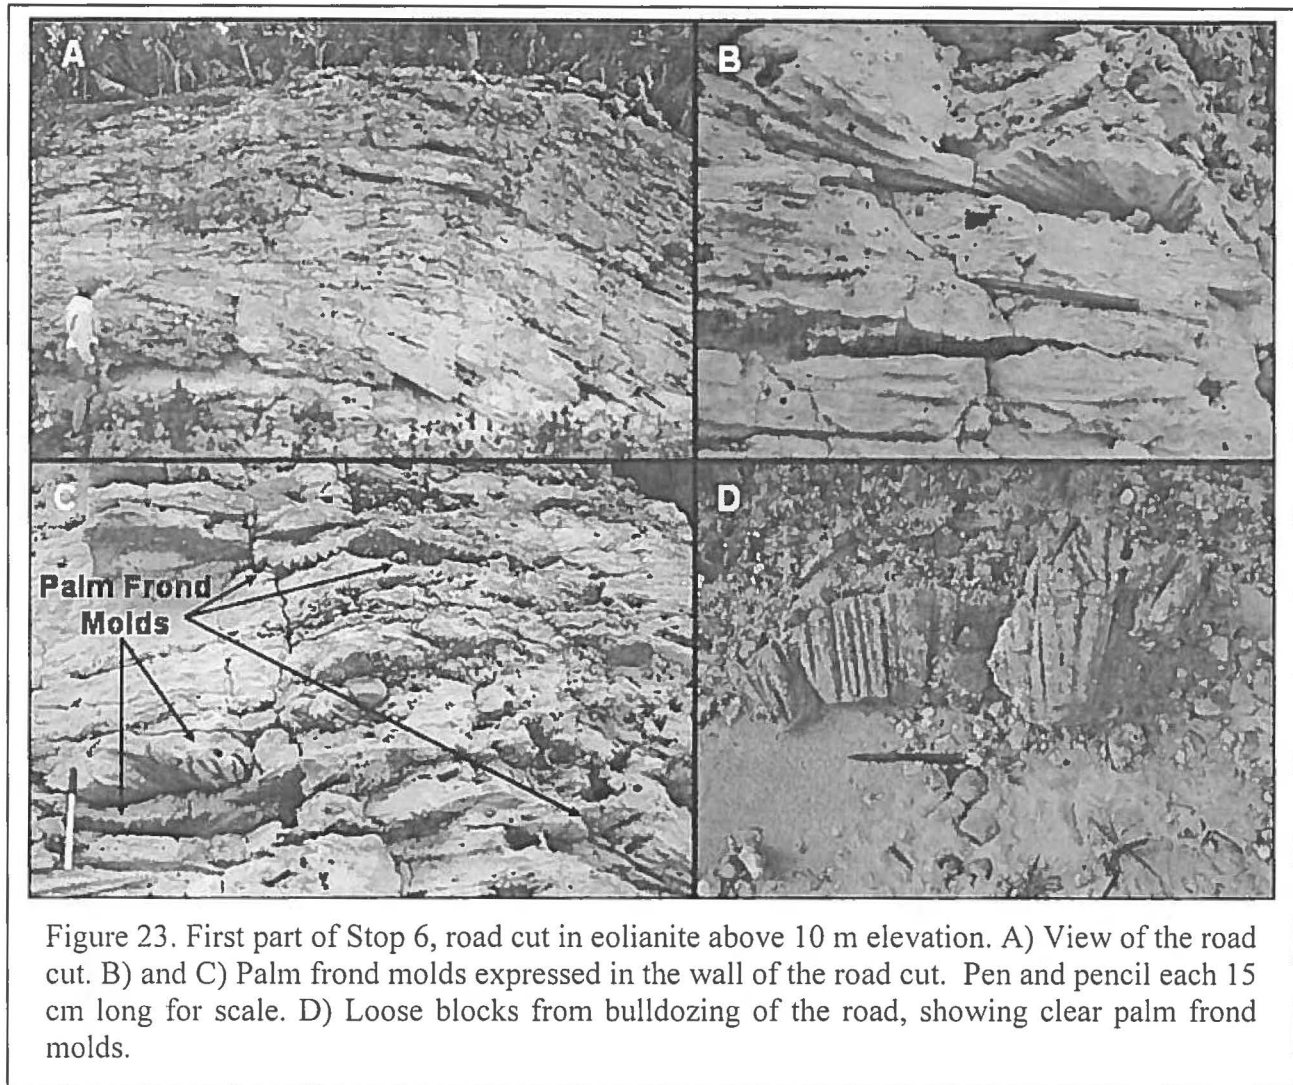 A
B
C
Palm Frond
Molds
D
Figure 23. First part of Stop 6, road cut in eolianite above 10 m elevation. A) View of the road
cut. B) and C) Palm frond molds expressed in the wall of the road cut. Pen and pencil each 15
cm long for scale. D) Loose blocks from bulldozing of the road, showing clear palm frond
molds.